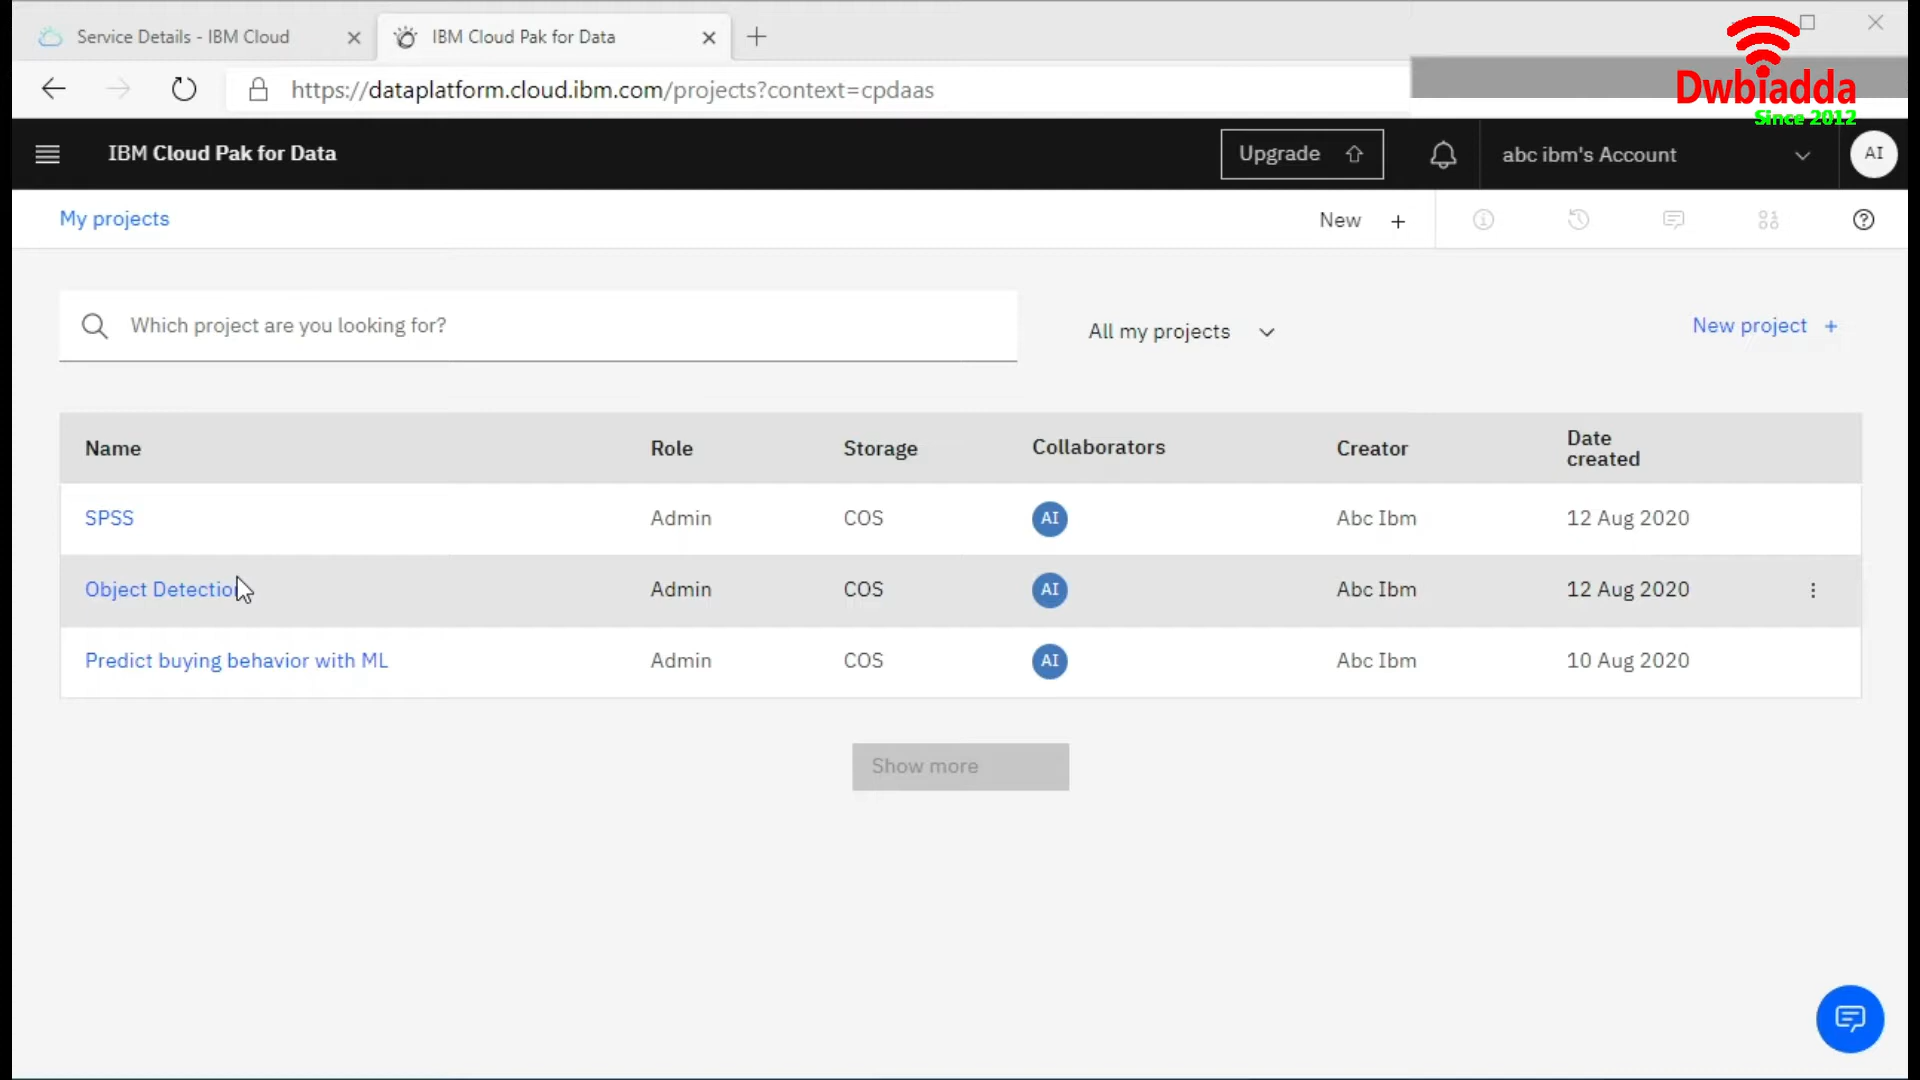 Service Details - IBM Cloud
IBM Cloud Pak for Data
Dwbiadda
Since 2012
https://dataplatform.cloud.ibm.com/projects?context=cpdaas
IBM Cloud Pak for Data
Upgrade
abc ibm's Account
AI
My projects
New +
Which project are you looking for?
All my projects
New project +
Name Role Storage Collaborators Creator Date created
SPSS Admin COS AI Abc Ibm 12 Aug 2020
Object Detection Admin COS AI Abc Ibm 12 Aug 2020
Predict buying behavior with ML Admin COS AI Abc Ibm 10 Aug 2020
Show more